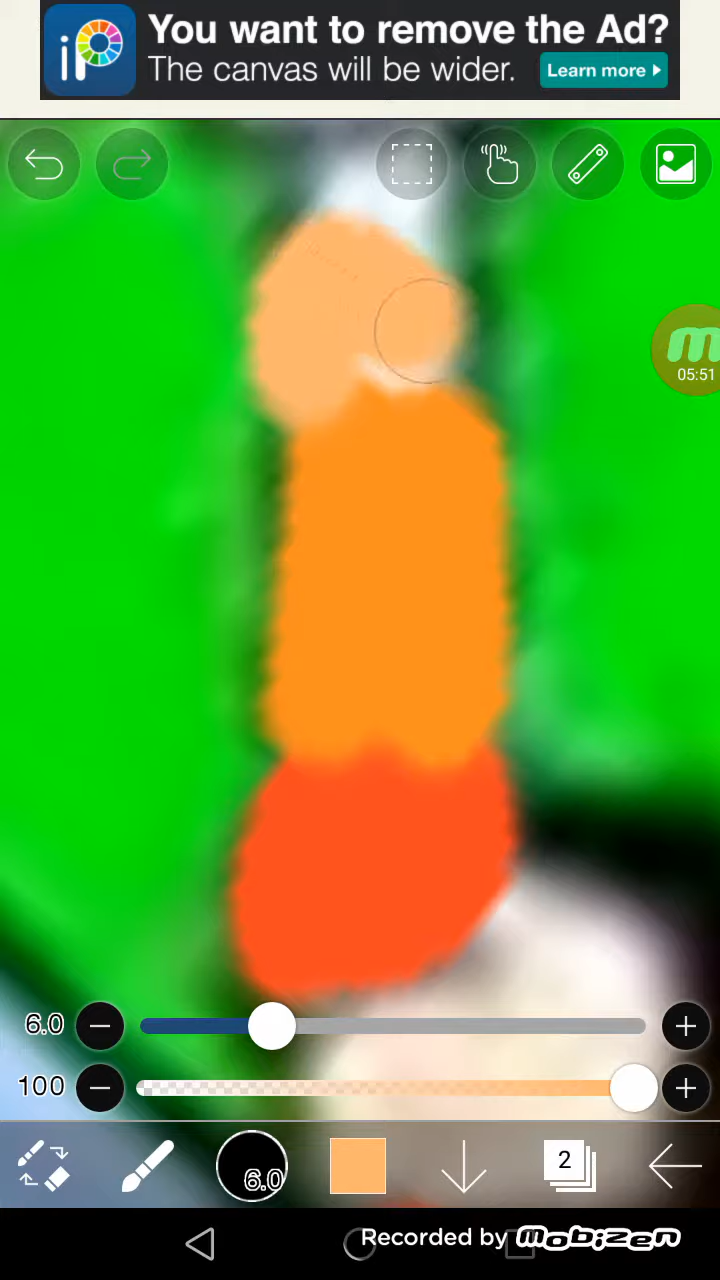 iP
You want to remove the Ad?
The canvas will be wider.
Learn more
m
05:51
6.0
100
6.0
2
Recorded by mobizen